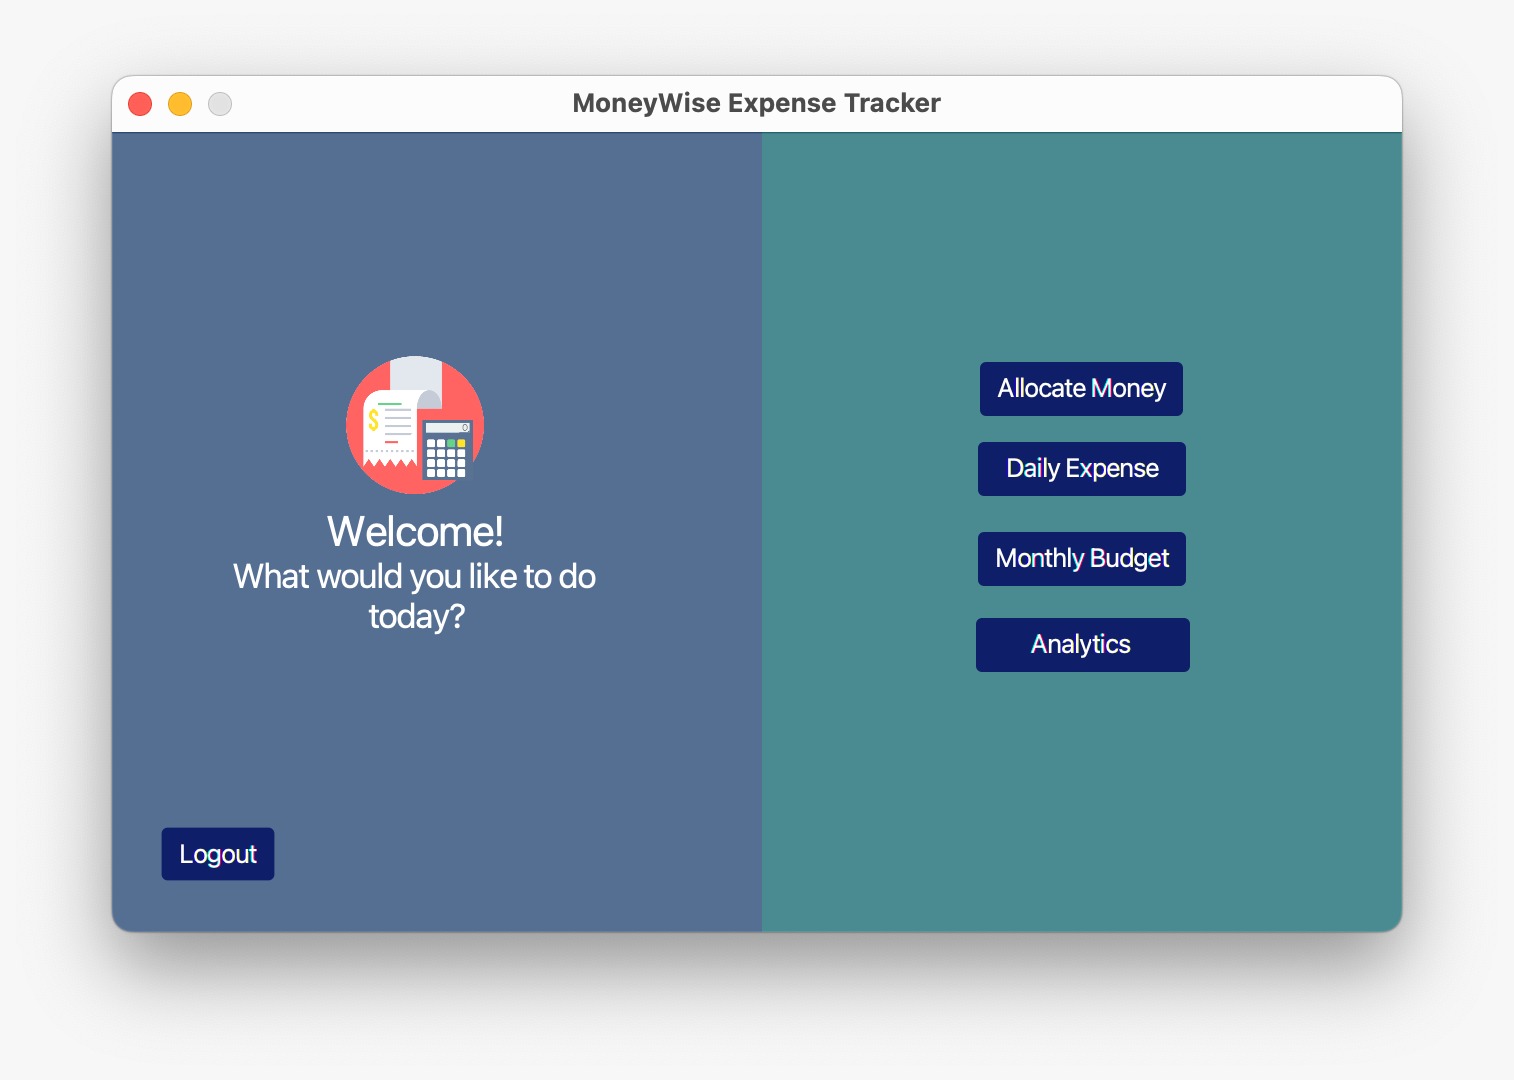 MoneyWise Expense Tracker
$
0
Welcome!
What would you like to do
today?
Allocate Money
Daily Expense
Monthly Budget
Analytics
Logout